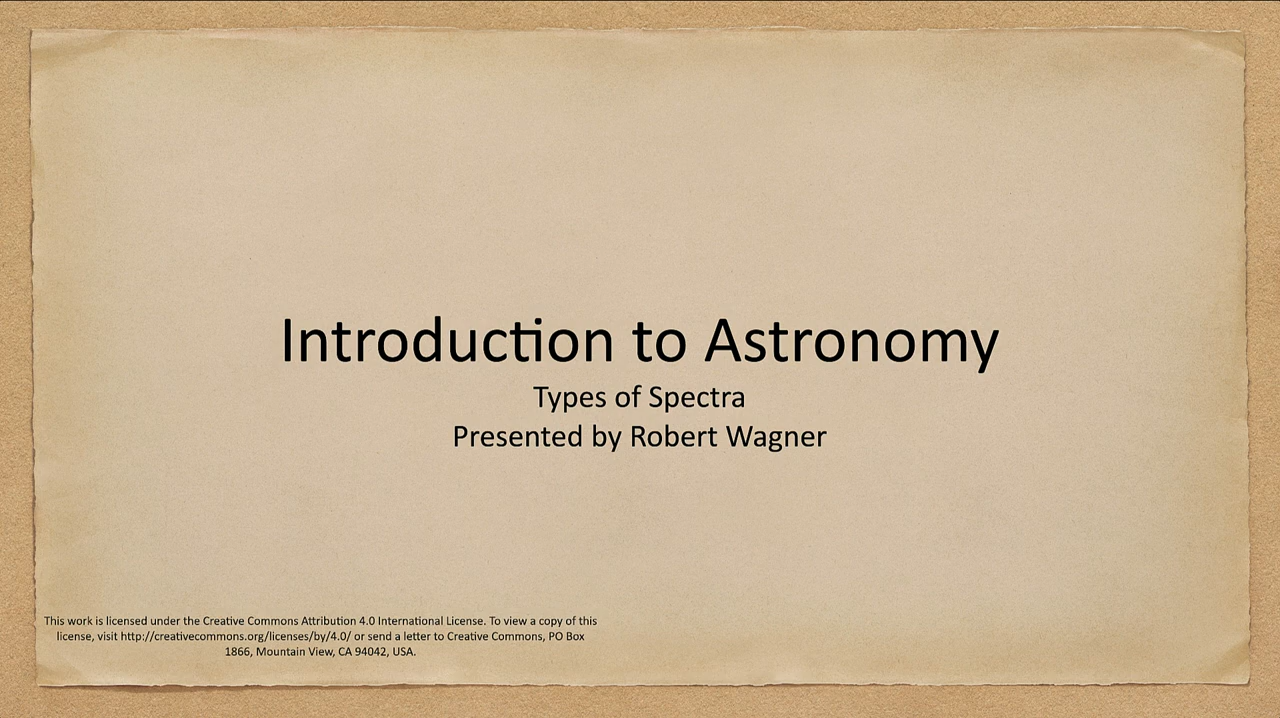 Introduction to Astronomy
Types of Spectra
Presented by Robert Wagner
This work is licensed under the Creative Commons Attribution 4.0 International License. To view a copy of this
license, visit http://creativecommons.org/licenses/by/4.0/ or send a letter to Creative Commons, PO Box
1866, Mountain View, CA 94042, USA.